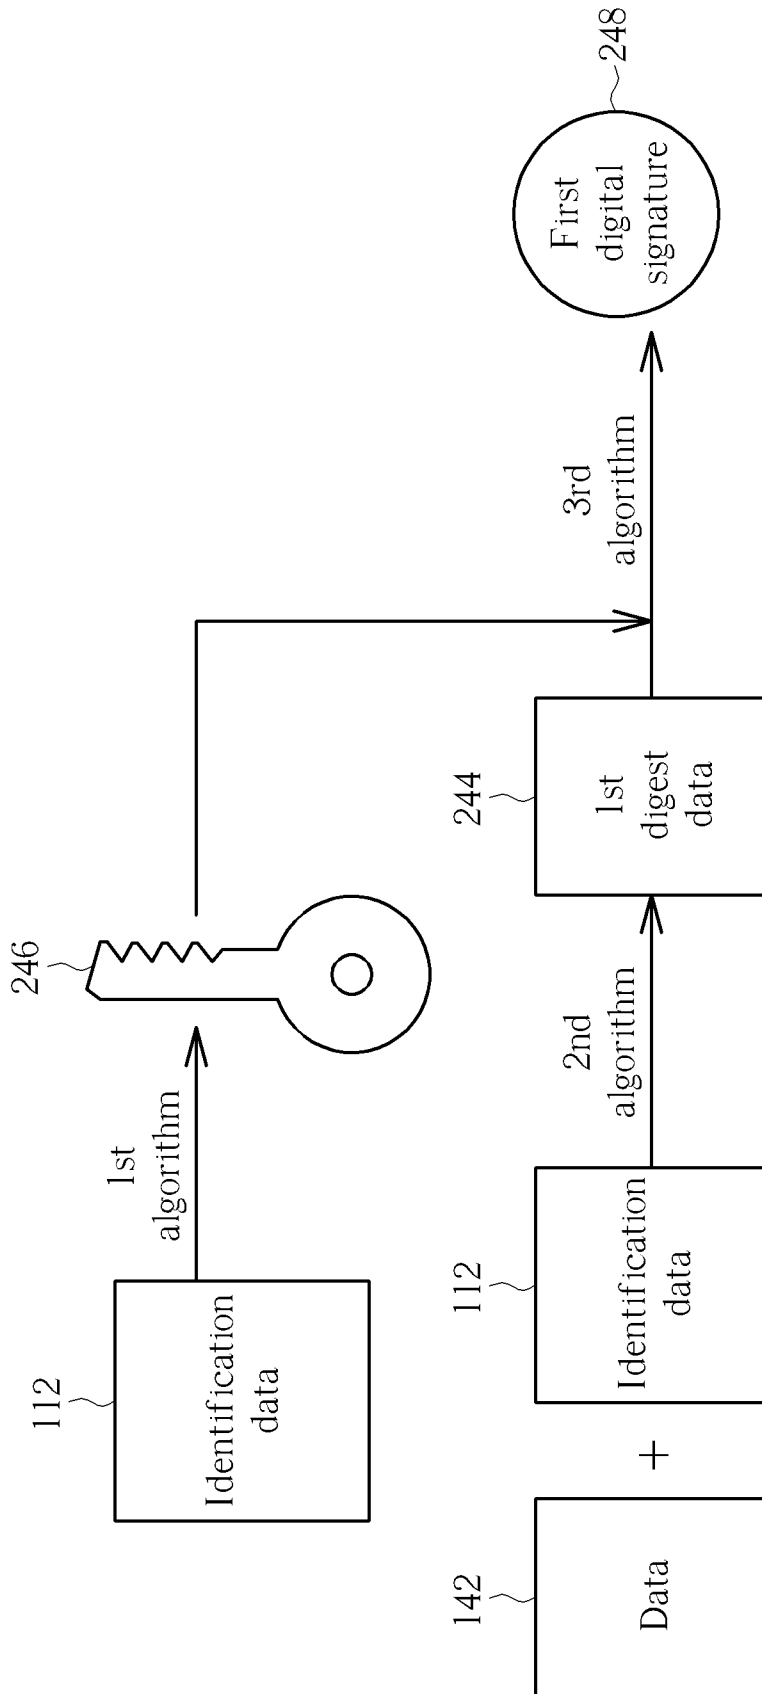 112
Identification
data
1st
algorithm
246
142
Data
+
112
Identification
data
2nd
algorithm
244
1st
digest
data
3rd
algorithm
First
digital
signature
248